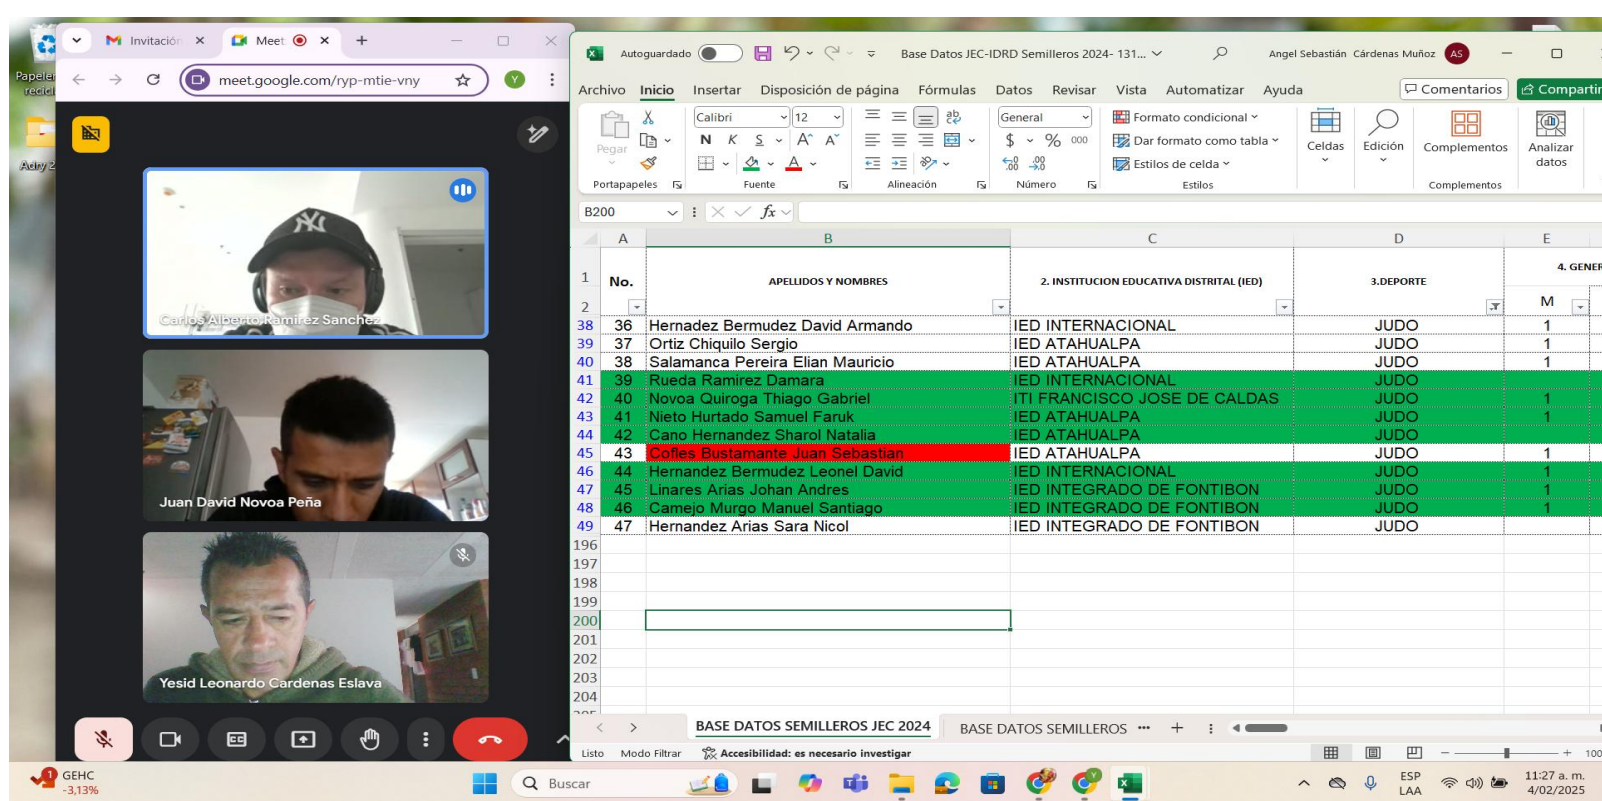 Papeler
recicl
Adry 2
Invitación
Meet:
meet.google.com/ryp-mtie-vny
Y
Carlos Alberto Ramirez Sanchez
Juan David Novoa Peña
Yesid Leonardo Cardenas Eslava
Autoguardado
Base Datos JEC-IDRD Semilleros 2024- 131...
Angel Sebastián Cárdenas Muñoz
AS
Archivo Inicio Insertar Disposición de página Fórmulas Datos Revisar Vista Automatizar Ayuda
Comentarios
Compartir
Pegar
Calibri 12
N K S
General
$ % 000
Formato condicional
Dar formato como tabla
Estilos de celda
Celdas
Edición
Complementos
Analizar
datos
Portapapeles Fuente Alineación Número Estilos Complementos
B200
fx
A B C D E
1 No. APELLIDOS Y NOMBRES 2. INSTITUCION EDUCATIVA DISTRITAL (IED) 3.DEPORTE 4. GENER
2 M
38 36 Hernadez Bermudez David Armando IED INTERNACIONAL JUDO 1
39 37 Ortiz Chiquilo Sergio IED ATAHUALPA JUDO 1
40 38 Salamanca Pereira Elian Mauricio IED ATAHUALPA JUDO 1
41 39 Rueda Ramirez Damara IED INTERNACIONAL JUDO
42 40 Novoa Quiroga Thiago Gabriel ITI FRANCISCO JOSE DE CALDAS JUDO 1
43 41 Nieto Hurtado Samuel Faruk IED ATAHUALPA JUDO 1
44 42 Cano Hernandez Sharol Natalia IED ATAHUALPA JUDO
45 43 Cofles Bustamante Juan Sebastian IED ATAHUALPA JUDO 1
46 44 Hernandez Bermudez Leonel David IED INTERNACIONAL JUDO 1
47 45 Linares Arias Johan Andres IED INTEGRADO DE FONTIBON JUDO 1
48 46 Camejo Murgo Manuel Santiago IED INTEGRADO DE FONTIBON JUDO 1
49 47 Hernandez Arias Sara Nicol IED INTEGRADO DE FONTIBON JUDO
196
197
198
199
200
201
202
203
204
BASE DATOS SEMILLEROS JEC 2024
BASE DATOS SEMILLEROS ...
Listo Modo Filtrar Accesibilidad: es necesario investigar
100
1
GEHC
-3,13%
Buscar
ESP
LAA
11:27 a. m.
4/02/2025